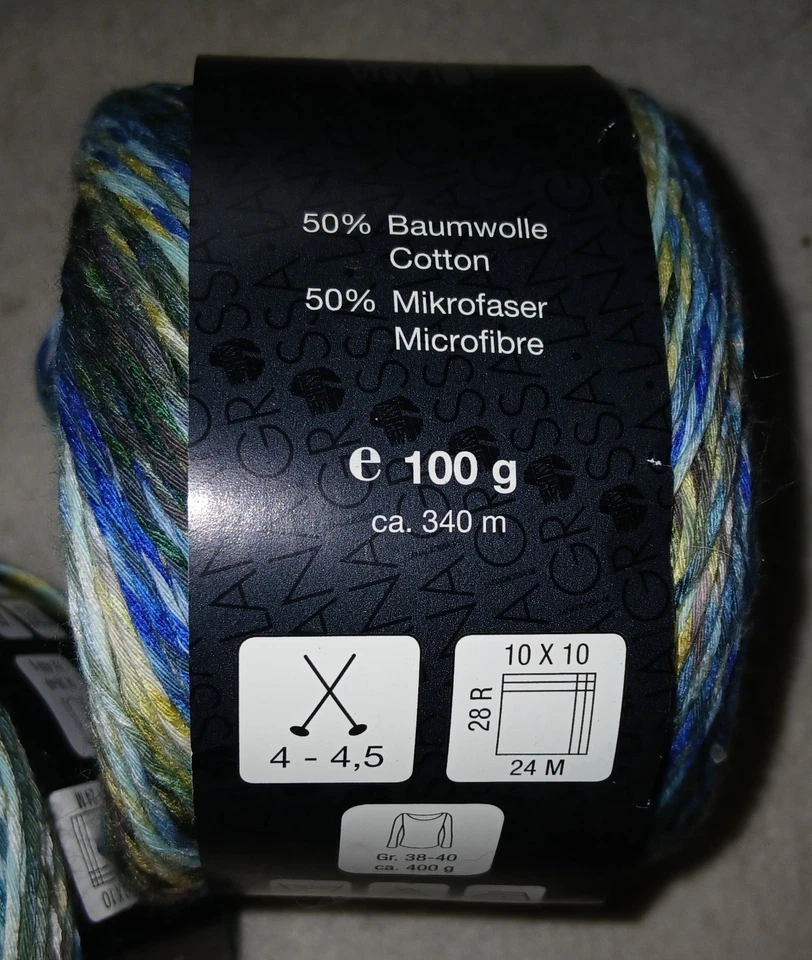 50% Baumwolle
Cotton
50% Mikrofaser
Microfibre
e 100 g
ca. 340 m
4 - 4,5
10 X 10
28 R
24 M
Gr. 38-40
ca. 400 g